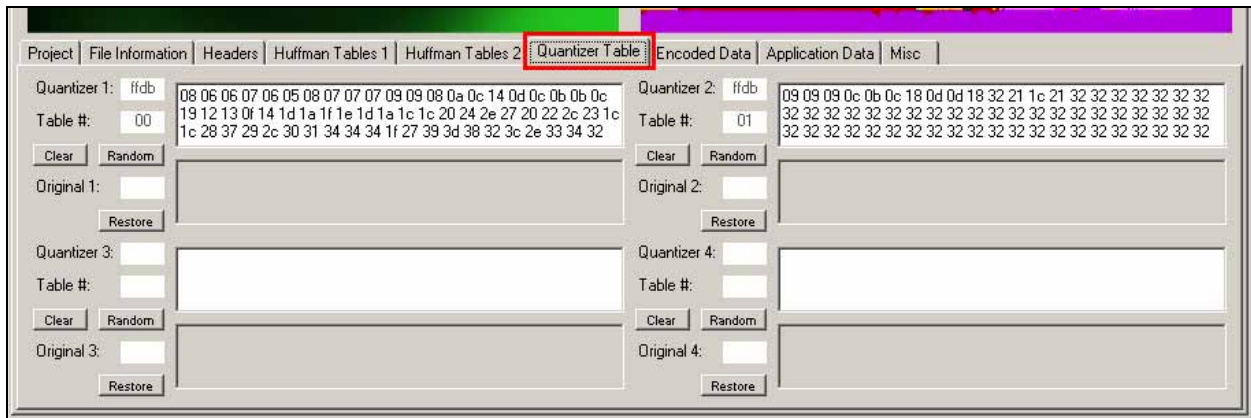 Project File Information Headers Huffman Tables 1 Huffman Tables 2 Quantizer Table Encoded Data Application Data Misc
Quantizer 1: ffdb
Table #: 00
Clear Random
08 06 06 07 06 05 08 07 07 07 09 09 08 0a 0c 14 0d 0c 0b 0b 0c
19 12 13 0f 14 1d 1a 1f 1e 1d 1a 1c 1c 20 24 2e 27 20 22 2c 23 1c
1c 28 37 29 2c 30 31 34 34 34 1f 27 39 3d 38 32 3c 2e 33 34 32
Original 1:
Restore
Quantizer 2: ffdb
Table #: 01
Clear Random
09 09 09 0c 0b 0c 18 0d 0d 18 32 21 1c 21 32 32 32 32 32 32 32
32 32 32 32 32 32 32 32 32 32 32 32 32 32 32 32 32 32 32 32 32
32 32 32 32 32 32 32 32 32 32 32 32 32 32 32 32 32 32 32 32 32
Original 2:
Restore
Quantizer 3:
Table #:
Clear Random
Original 3:
Restore
Quantizer 4:
Table #:
Clear Random
Original 4:
Restore